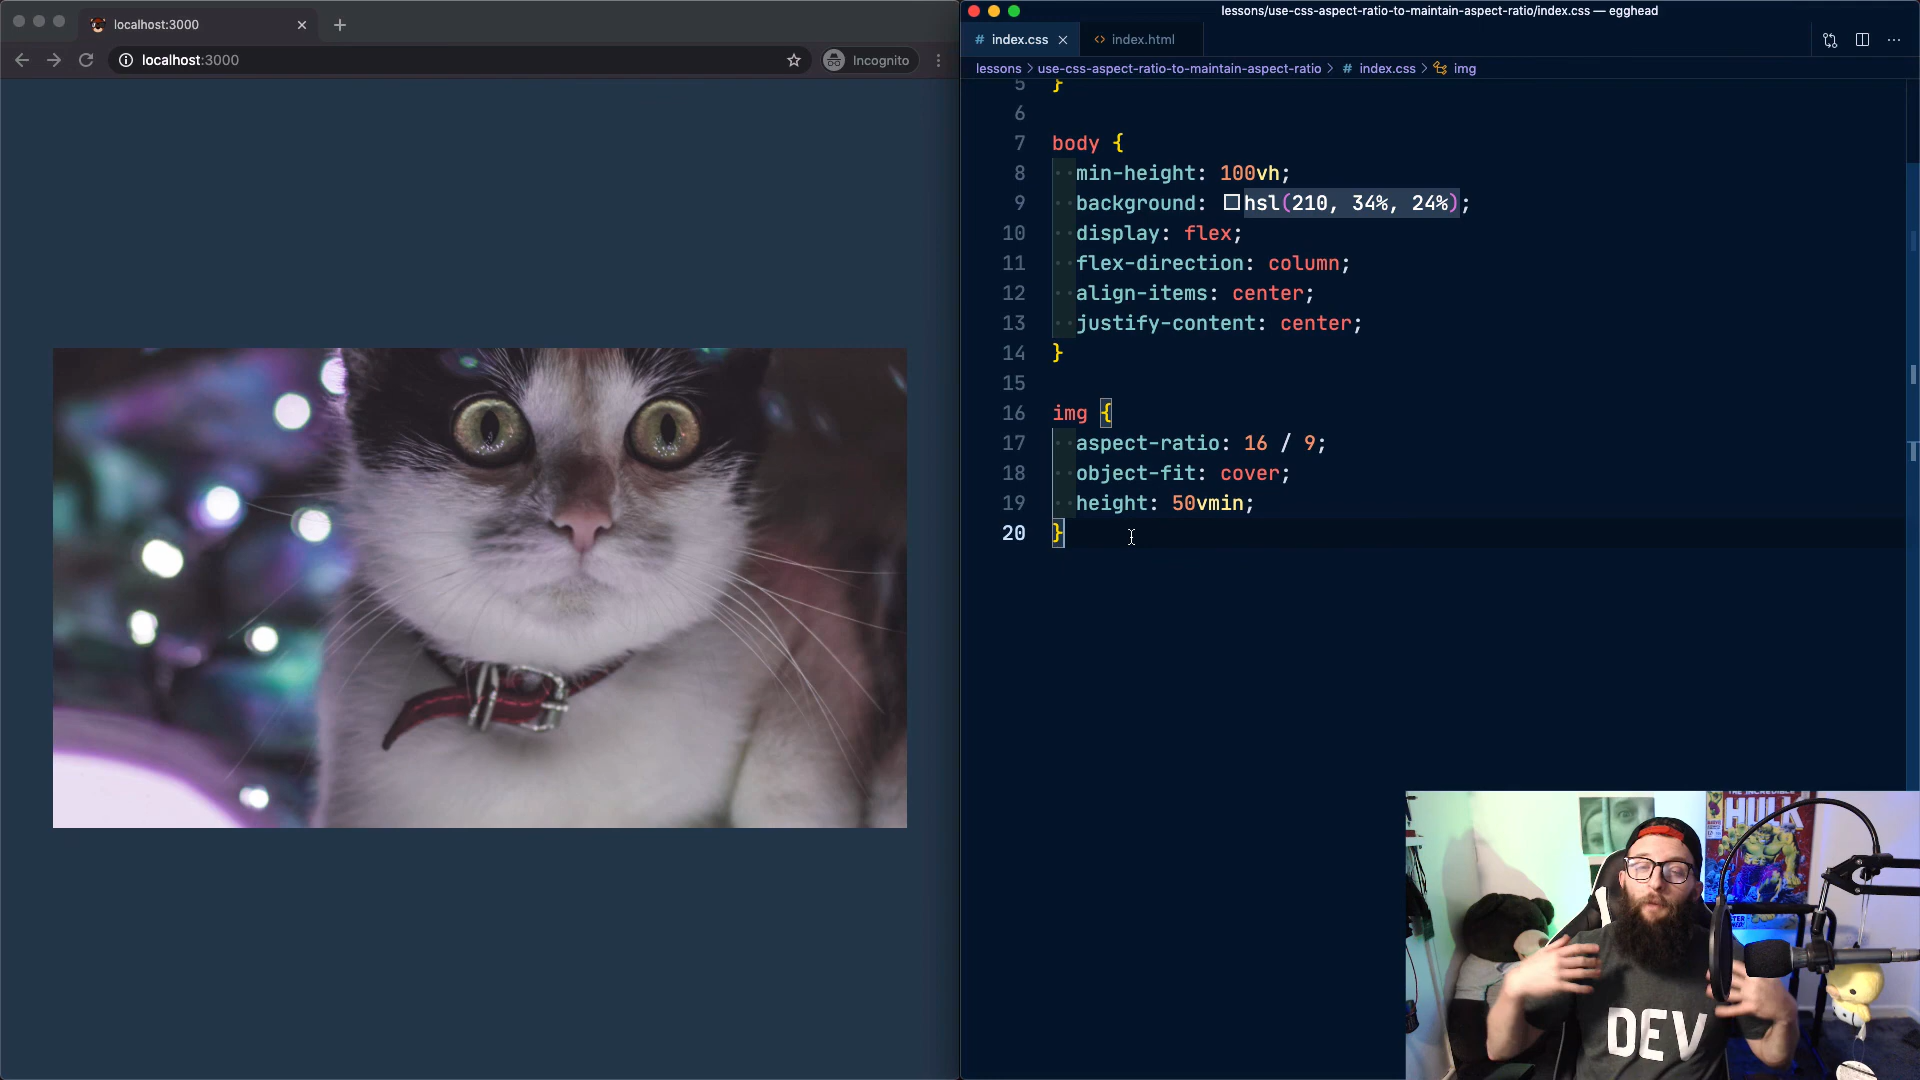 localhost:3000
localhost:3000
Incognito
lessons/use-css-aspect-ratio-to-maintain-aspect-ratio/index.css — egghead
# index.css
<> index.html
lessons > use-css-aspect-ratio-to-maintain-aspect-ratio > # index.css > img
5 }
6
7 body {
8 min-height: 100vh;
9 background: hsl(210, 34%, 24%);
10 display: flex;
11 flex-direction: column;
12 align-items: center;
13 justify-content: center;
14 }
15
16 img {
17 aspect-ratio: 16 / 9;
18 object-fit: cover;
19 height: 50vmin;
20 }
THE INCREDIBLE
HULK
DEV